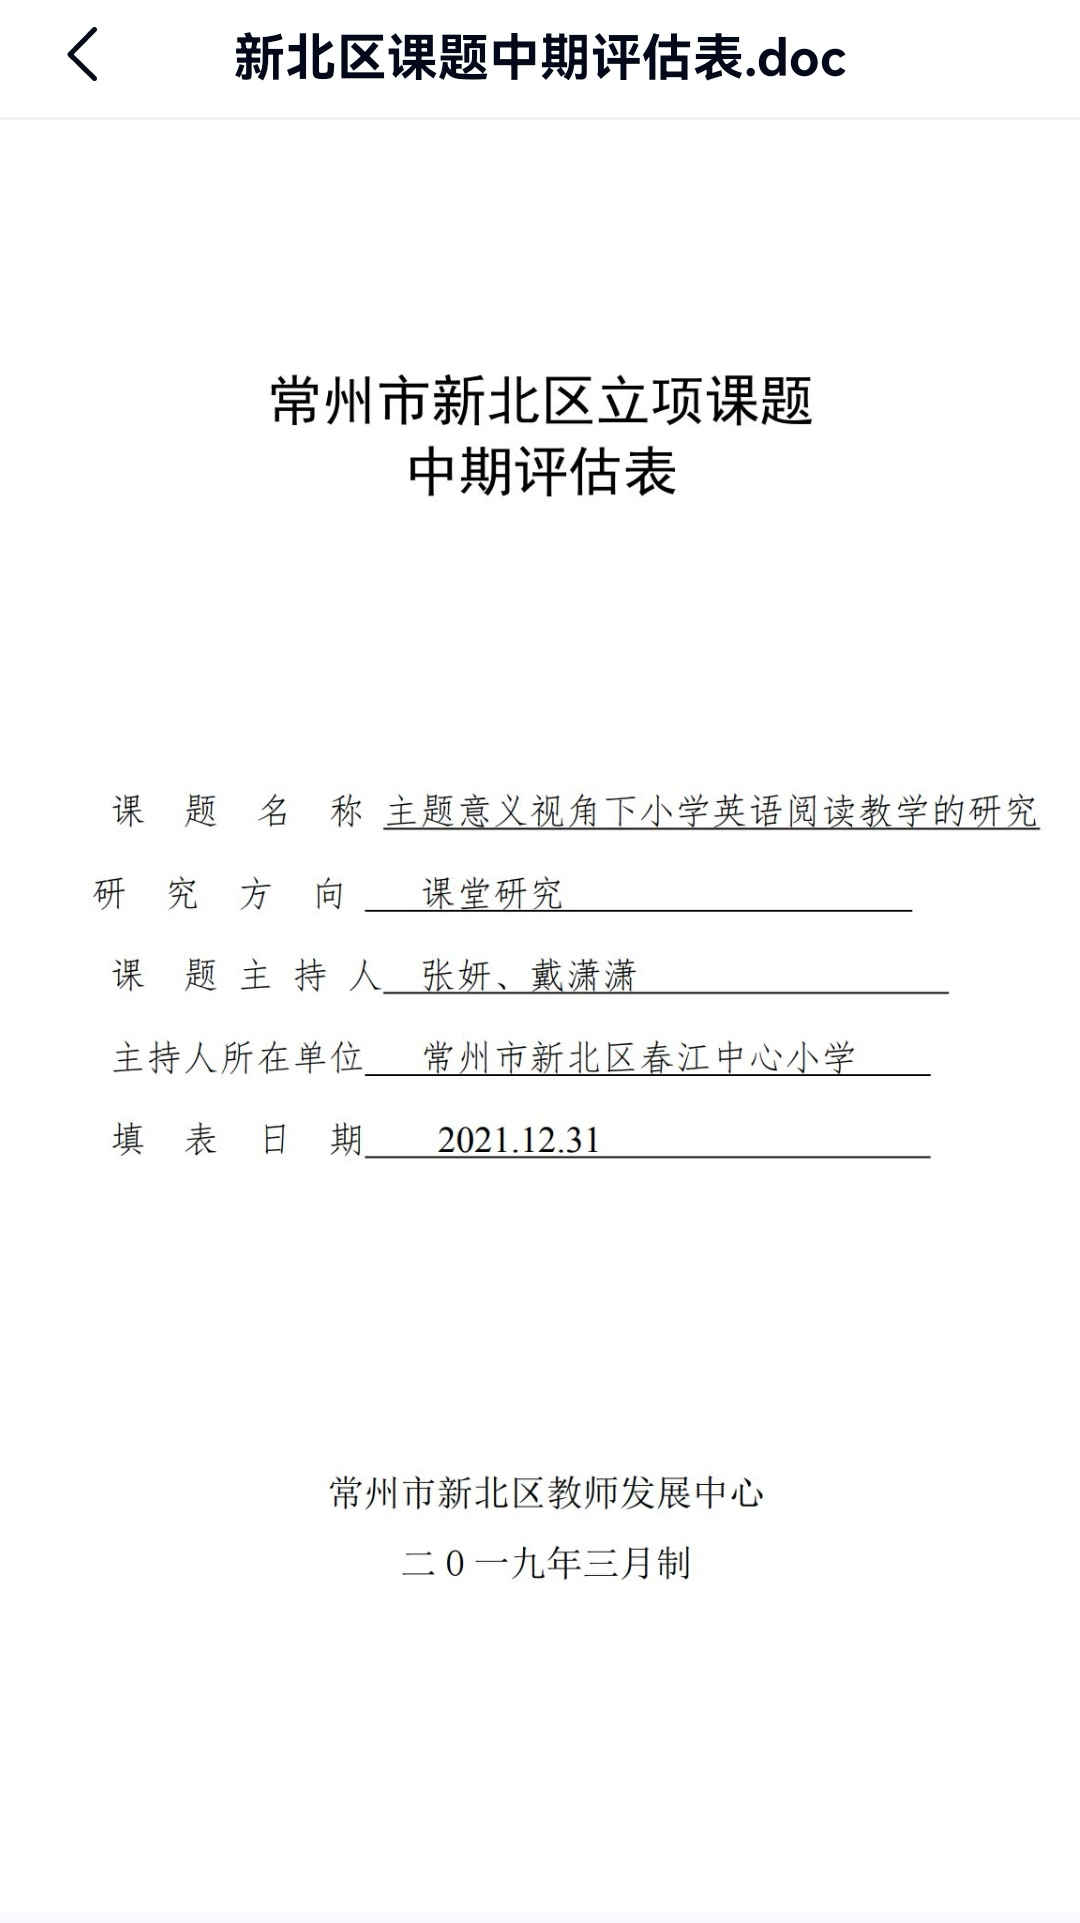 新北区课题中期评估表.doc
常州市新北区立项课题
中期评估表
课 题 名 称 主题意义视角下小学英语阅读教学的研究
研 究 方 向 课堂研究
课 题 主 持 人 张妍、戴潇潇
主持人所在单位 常州市新北区春江中心小学
填 表 日 期 2021.12.31
常州市新北区教师发展中心
二０一九年三月制